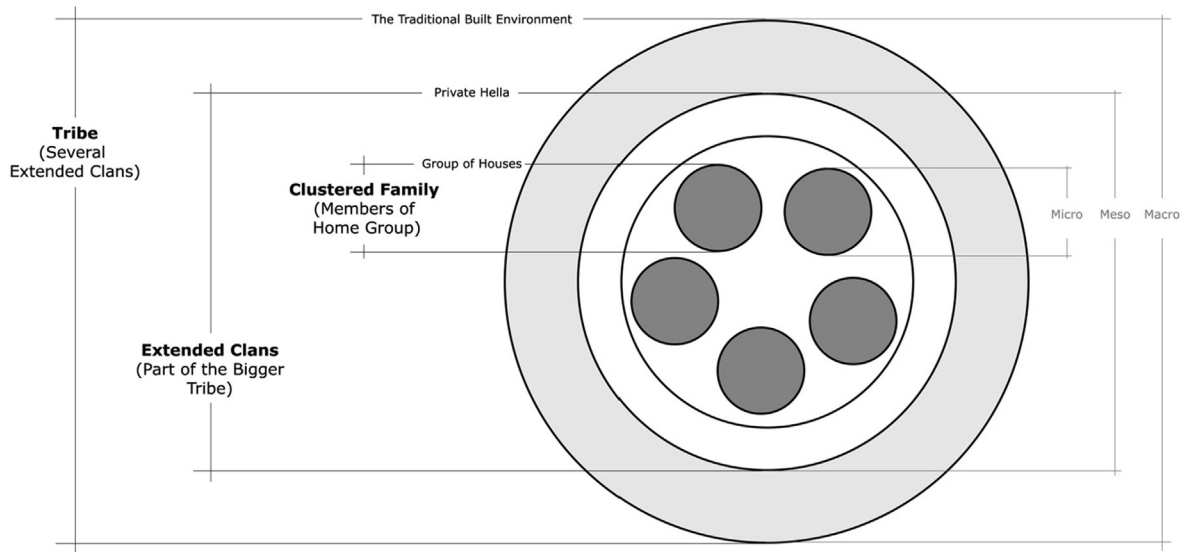 The Traditional Built Environment
Private Hella
Tribe
(Several
Extended Clans)
Group of Houses
Clustered Family
(Members of
Home Group)
Micro
Meso
Macro
Extended Clans
(Part of the Bigger
Tribe)